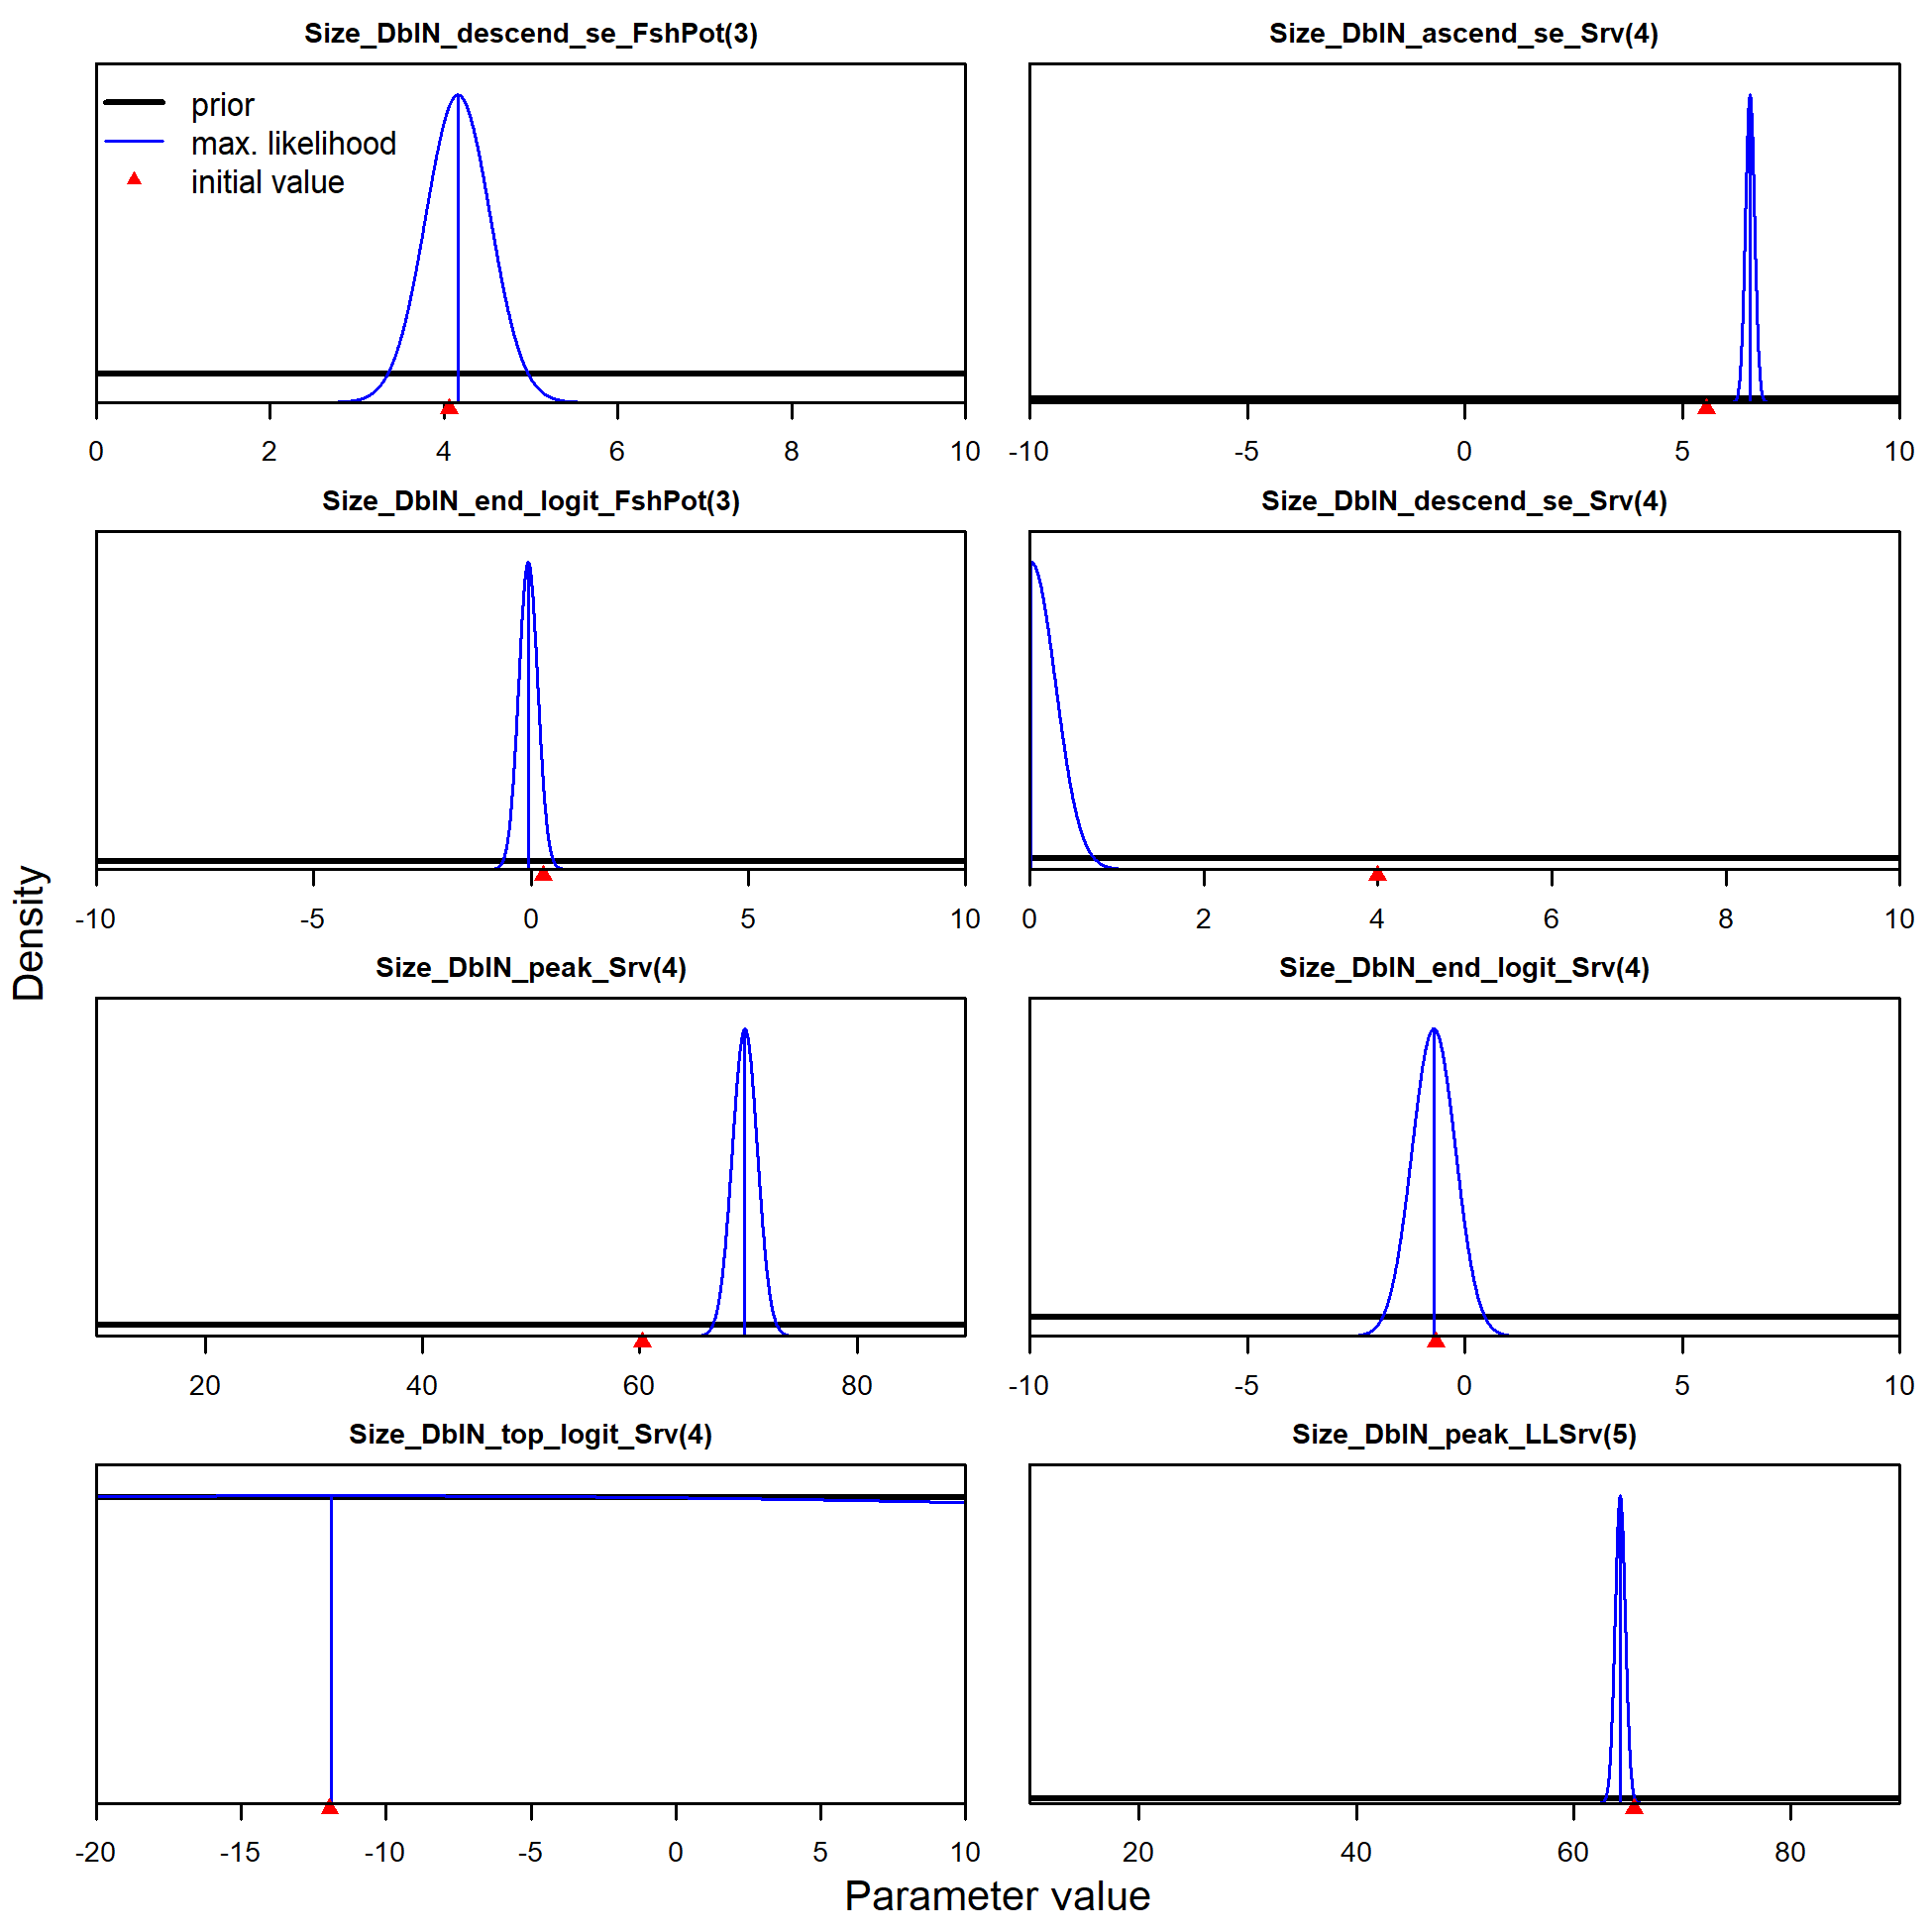 Size_DblN_descend_se_FshPot(3)
prior
max. likelihood
initial value
0 2 4 6 8 10
Size_DblN_ascend_se_Srv(4)
-10 -5 0 5 10
Size_DblN_end_logit_FshPot(3)
-10 -5 0 5 10
Size_DblN_descend_se_Srv(4)
0 2 4 6 8 10
Size_DblN_peak_Srv(4)
20 40 60 80
Size_DblN_end_logit_Srv(4)
-10 -5 0 5 10
Size_DblN_top_logit_Srv(4)
-20 -15 -10 -5 0 5 10
Size_DblN_peak_LLSrv(5)
20 40 60 80
Density
Parameter value